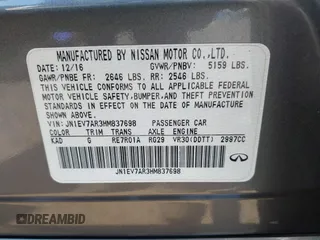 MANUFACTURED BY NISSAN MOTOR CO.,LTD.
DATE: 12/16 GVWR/PNBV: 5159 LBS.
GAWR/PNBE FR: 2646 LBS. RR: 2546 LBS.
THIS VEHICLE CONFORMS TO ALL APPLICABLE
FEDERAL MOTOR VEHICLE SAFETY,
BUMPER, AND THEFT PREVENTION
STANDARDS IN EFFECT ON THE DATE OF
MANUFACTURE SHOWN ABOVE.
VIN: JN1EV7AR3HM837698 PASSENGER CAR
COLOR TRIM TRANS AXLE ENGINE
KAD G RE7R01A RG29 VR30(DDTT) 2997CC
JN1EV7AR3HM837698
INFINITI
DREAMBID